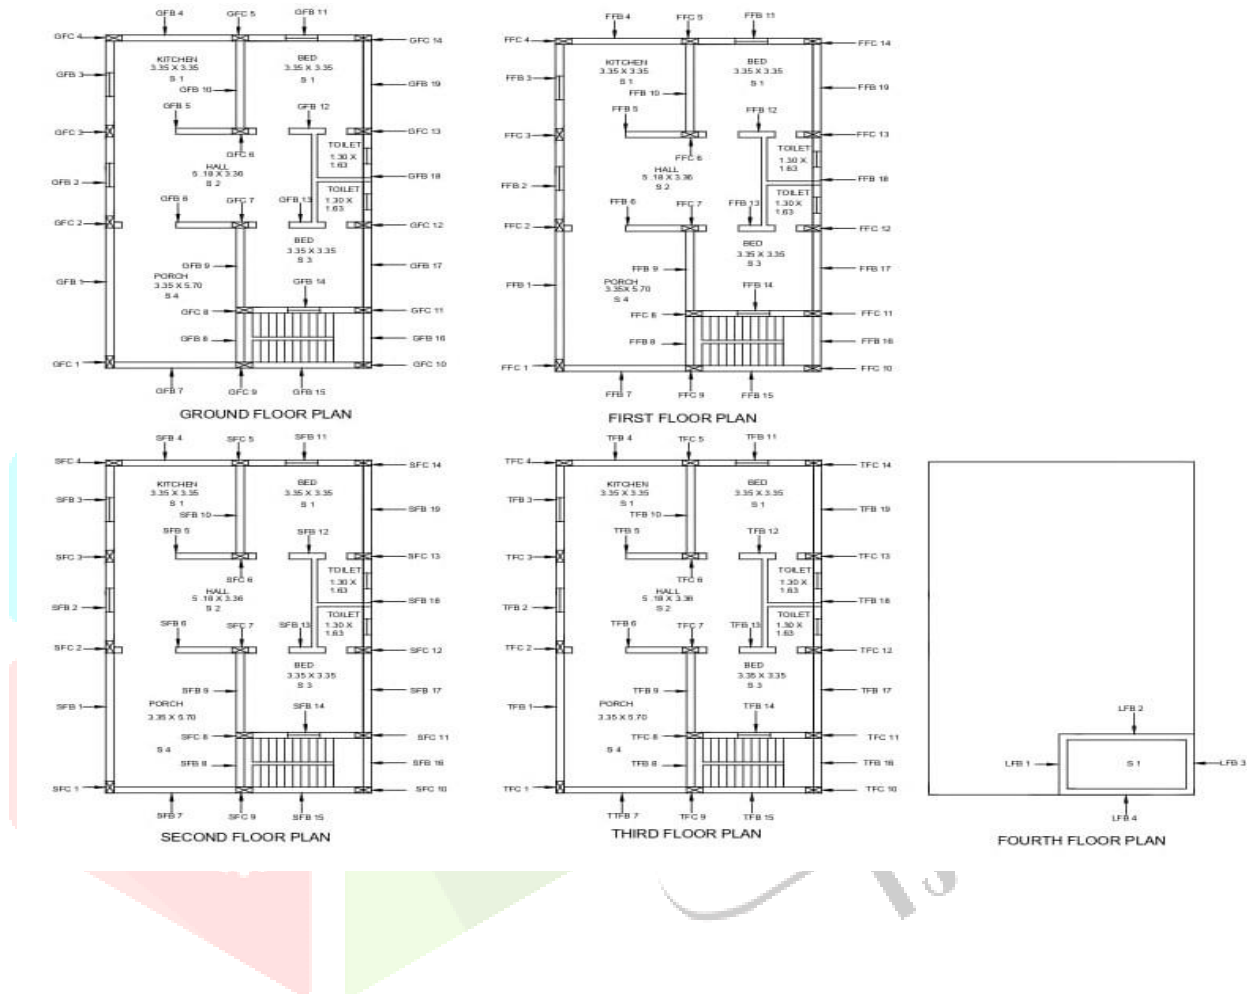 GFB 4
GFC 5
GFB 11
GFC 4
GFC 14
KITCHEN
3.35 X 3.35
S 1
BED
3.35 X 3.35
S 1
GFB 3
GFB 10
GFB 19
GFB 5
GFB 12
GFC 3
GFC 13
GFC 6
TOILET
1.30 X
1.63
HALL
5 .18 X 3.36
S 2
GFB 2
GFB 18
TOILET
1.30 X
1.63
GFB 6
GFC 7
GFB 13
GFC 2
GFC 12
BED
3.35 X 3.35
S 3
GFB 9
GFB 17
GFB 1
PORCH
3.35 X 5.70
S 4
GFB 14
GFC 8
GFC 11
GFB 8
GFB 16
GFC 1
GFC 10
GFB 7
GFC 9
GFB 15
GROUND FLOOR PLAN
FFB 4
FFC 5
FFB 11
FFC 4
FFC 14
KITCHEN
3.35 X 3.35
S 1
BED
3.35 X 3.35
S 1
FFB 3
FFB 10
FFB 19
FFB 5
FFB 12
FFC 3
FFC 13
FFC 6
TOILET
1.30 X
1.63
HALL
5 .18 X 3.36
S 2
FFB 2
FFB 18
TOILET
1.30 X
1.63
FFB 6
FFC 7
FFB 13
FFC 2
FFC 12
BED
3.35 X 3.35
S 3
FFB 9
FFB 17
FFB 1
PORCH
3.35X 5.70
S 4
FFB 14
FFC 11
FFB 8
FFB 16
FFC 1
FFC 10
FFB 7
FFC 9
FFB 15
FIRST FLOOR PLAN
SFB 4
SFC 5
SFB 11
SFC 4
SFC 14
KITCHEN
3.35 X 3.35
S 1
BED
3.35 X 3.35
S 1
SFB 3
SFB 10
SFB 19
SFB 5
SFB 12
SFC 3
SFC 13
SFC 6
TOILET
1.30 X
1.63
HALL
5 .18 X 3.36
S 2
SFB 2
SFB 18
TOILET
1.30 X
1.63
SFB 6
SFC 7
SFB 13
SFC 2
SFC 12
BED
3.35 X 3.35
S 3
SFB 9
SFB 17
SFB 1
PORCH
3.35 X 5.70
S 4
SFB 14
SFC 8
SFC 11
SFB 8
SFB 16
SFC 1
SFC 10
SFB 7
SFC 9
SFB 15
SECOND FLOOR PLAN
TFB 4
TFC 5
TFB 11
TFC 4
TFC 14
KITCHEN
3.35 X 3.35
S 1
BED
3.35 X 3.35
S 1
TFB 3
TFB 10
TFB 19
TFB 5
TFB 12
TFC 3
TFC 13
TFC 6
TOILET
1.30 X
1.63
HALL
5 .18 X 3.36
S 2
TFB 2
TFB 18
TOILET
1.30 X
1.63
TFB 6
TFC 7
TFB 13
TFC 2
TFC 12
BED
3.35 X 3.35
S 3
TFB 9
TFB 17
TFB 1
PORCH
3.35 X 5.70
S 4
TFB 14
TFC 8
TFC 11
TFB 8
TFB 16
TFC 1
TFC 10
TTFB 7
TFC 9
TFB 15
THIRD FLOOR PLAN
LFB 2
LFB 1
S 1
LFB 3
LFB 4
FOURTH FLOOR PLAN